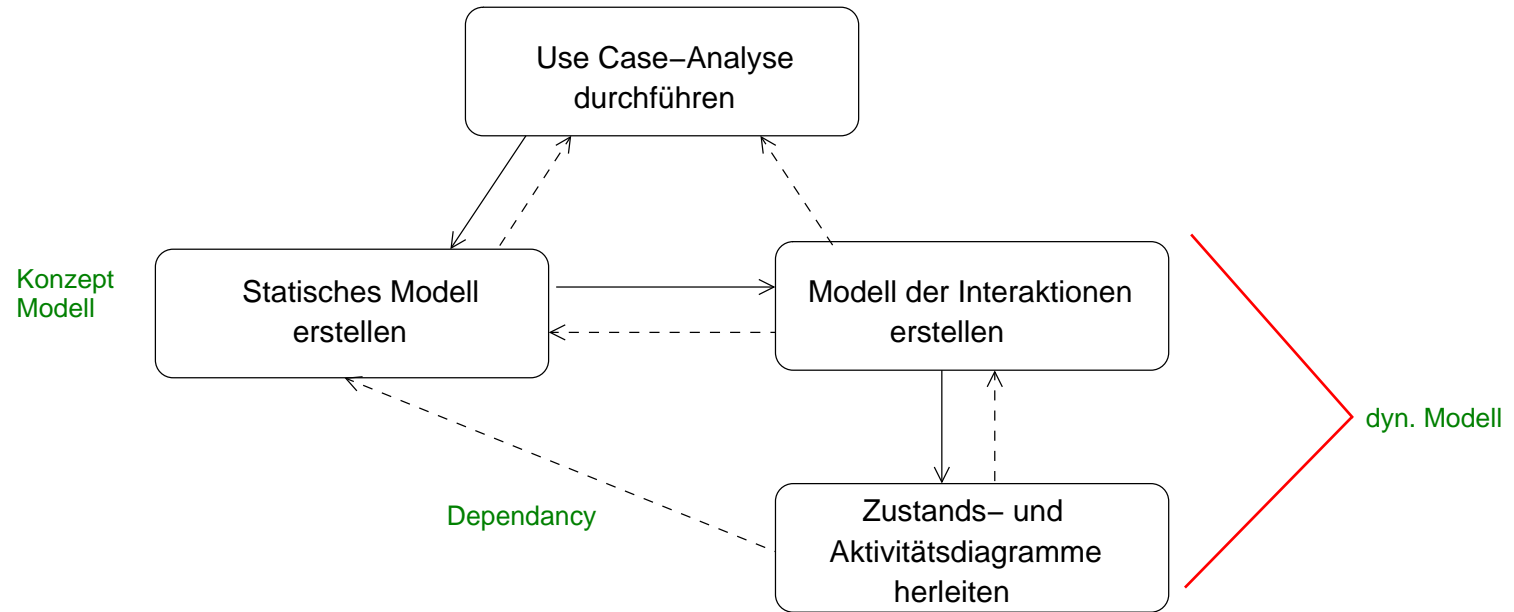 Use Case−Analyse
durchführen
Konzept
Modell
Statisches Modell
erstellen
Modell der Interaktionen
erstellen
dyn. Modell
Dependancy
Zustands− und
Aktivitätsdiagramme
herleiten